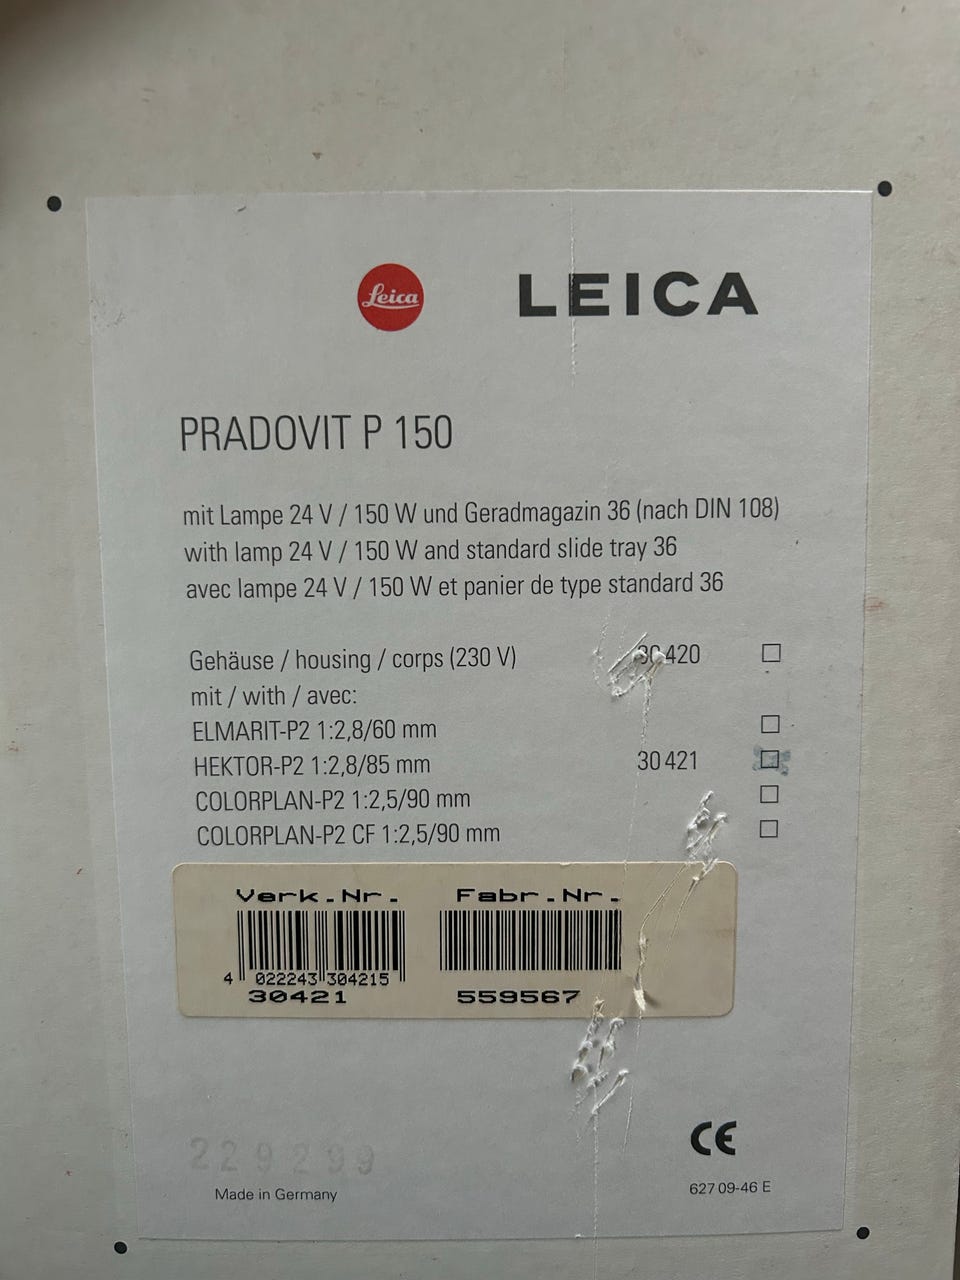 Leica LEICA
PRADOVIT P 150
mit Lampe 24 V / 150 W und Geradmagazin 36 (nach DIN 108)
with lamp 24 V / 150 W and standard slide tray 36
avec lampe 24 V / 150 W et panier de type standard 36
Gehäuse / housing / corps (230 V) 30 420 ☐
mit / with / avec:
ELMARIT-P2 1:2,8/60 mm ☐
HEKTOR-P2 1:2,8/85 mm 30 421 ☐
COLORPLAN-P2 1:2,5/90 mm ☐
COLORPLAN-P2 CF 1:2,5/90 mm ☐
Verk.Nr. Fabr.Nr.
4 022243 304215
30421 559567
229299
CE
Made in Germany 627 09-46 E